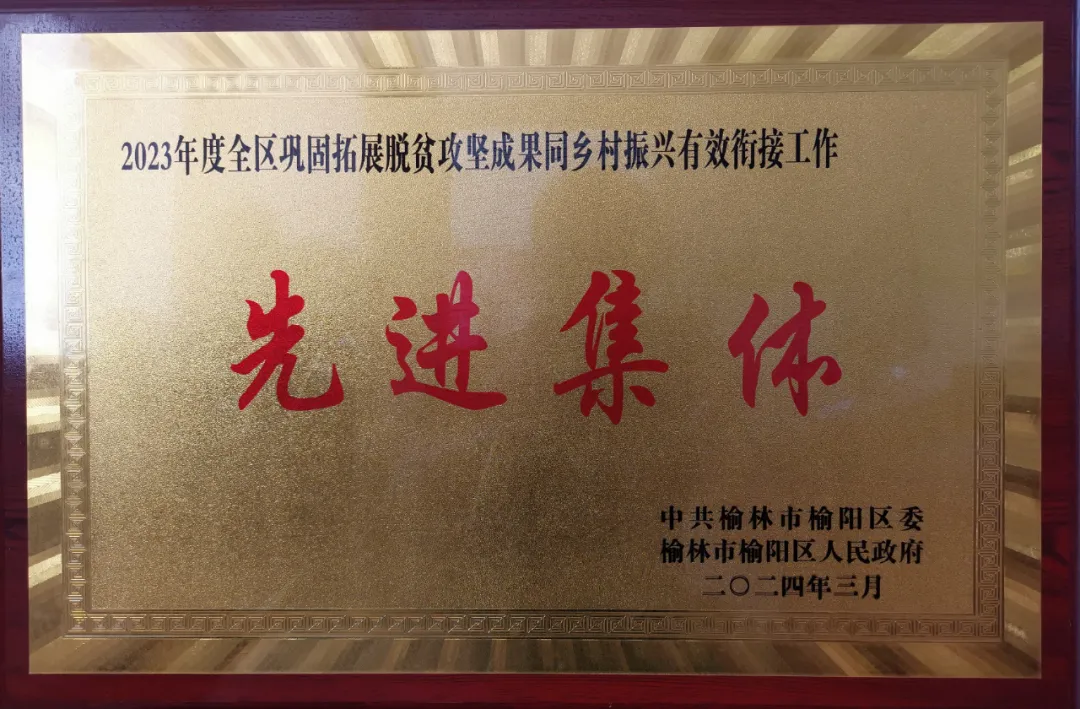 2023年度全区巩固拓展脱贫攻坚成果同乡村振兴有效衔接工作
先进集体
中共榆林市榆阳区委
榆林市榆阳区人民政府
二〇二四年三月